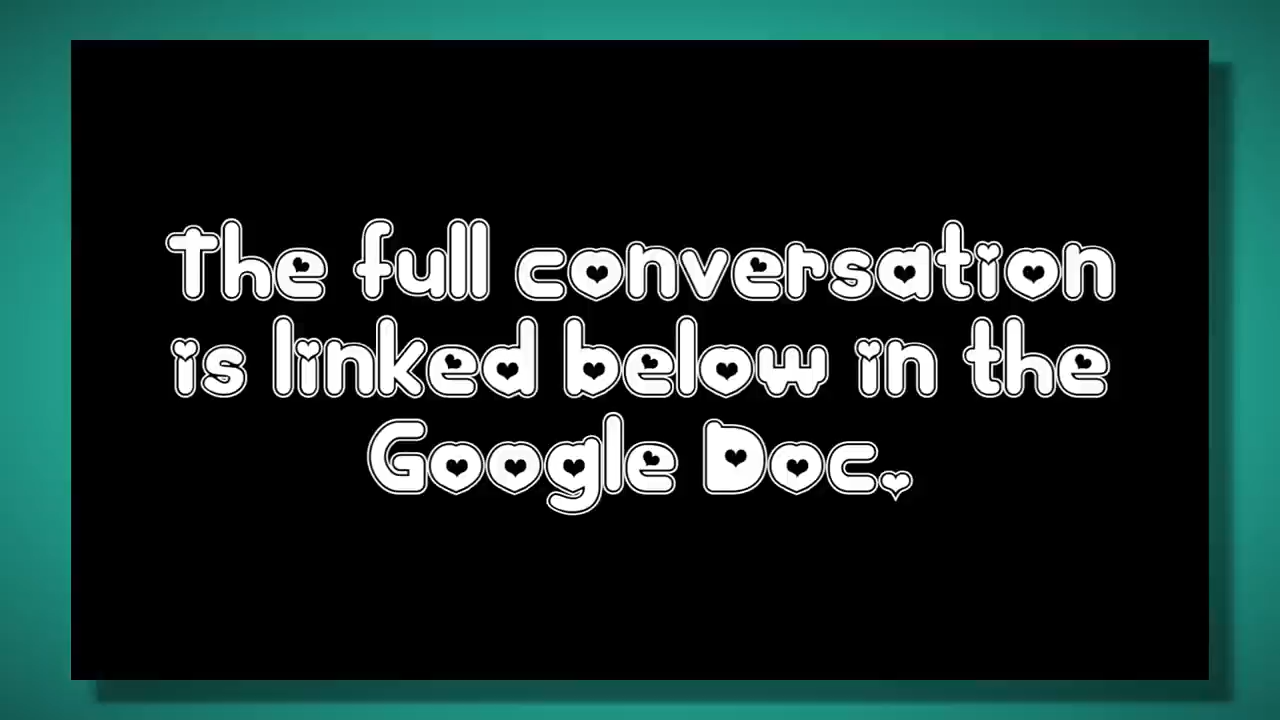 The full conversation
is linked below in the
Google Doc.